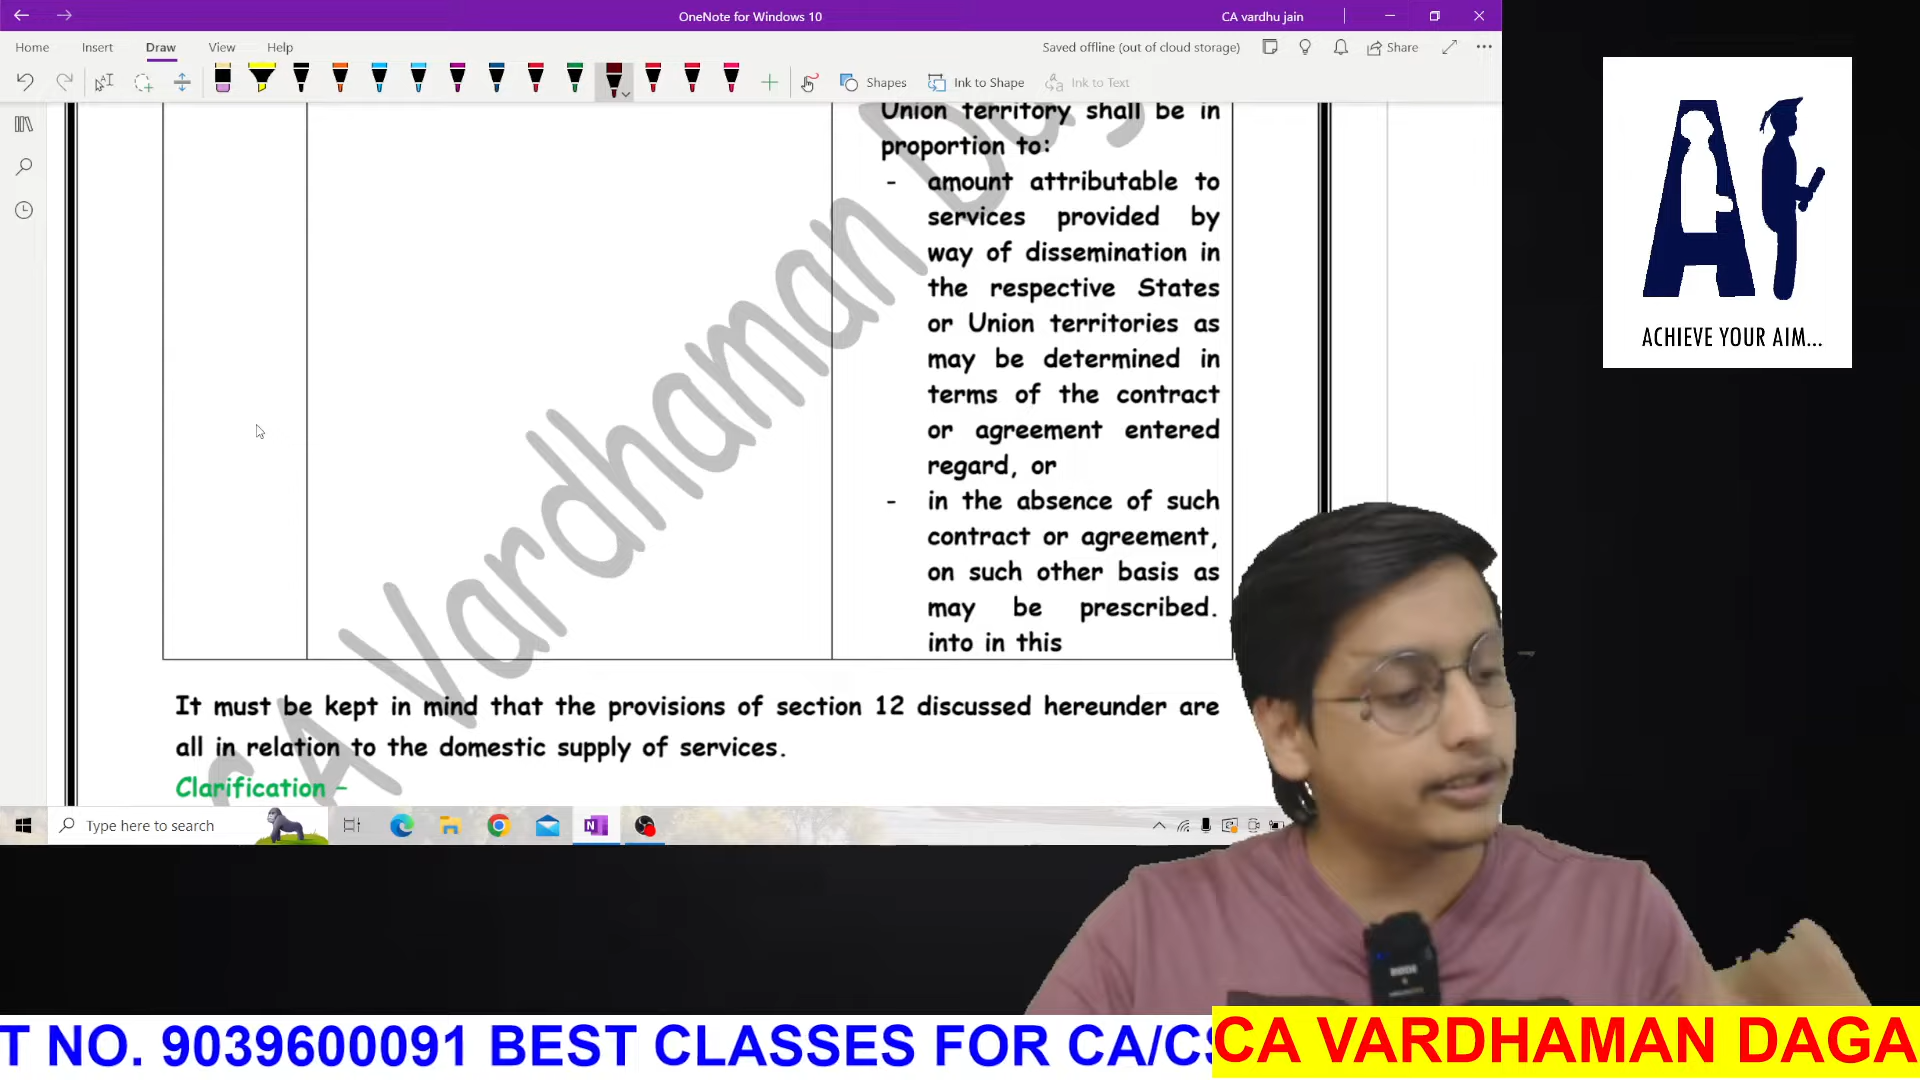 OneNote for Windows 10
CA vardhu jain
Home Insert Draw View Help
Saved offline (out of cloud storage)
Share
Shapes
Ink to Shape
Ink to Text
Union territory shall be in
proportion to:
- amount attributable to
services provided by
way of dissemination in
the respective States
or Union territories as
may be determined in
terms of the contract
or agreement entered
regard, or
- in the absence of such
contract or agreement,
on such other basis as
may be prescribed.
into in this
It must be kept in mind that the provisions of section 12 discussed hereunder are
all in relation to the domestic supply of services.
Clarification -
CA Vardhaman
Type here to search
ACHIEVE YOUR AIM...
T NO. 9039600091 BEST CLASSES FOR CA/CS
CA VARDHAMAN DAGA